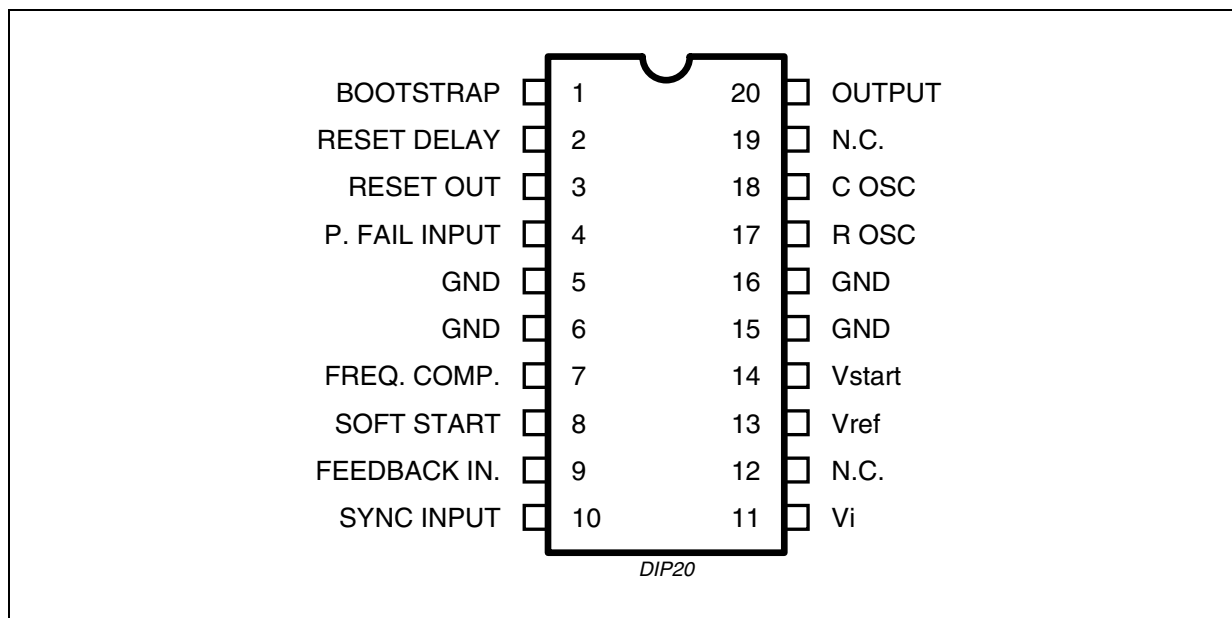 BOOTSTRAP 1 20 OUTPUT
RESET DELAY 2 19 N.C.
RESET OUT 3 18 C OSC
P. FAIL INPUT 4 17 R OSC
GND 5 16 GND
GND 6 15 GND
FREQ. COMP. 7 14 Vstart
SOFT START 8 13 Vref
FEEDBACK IN. 9 12 N.C.
SYNC INPUT 10 11 Vi
DIP20